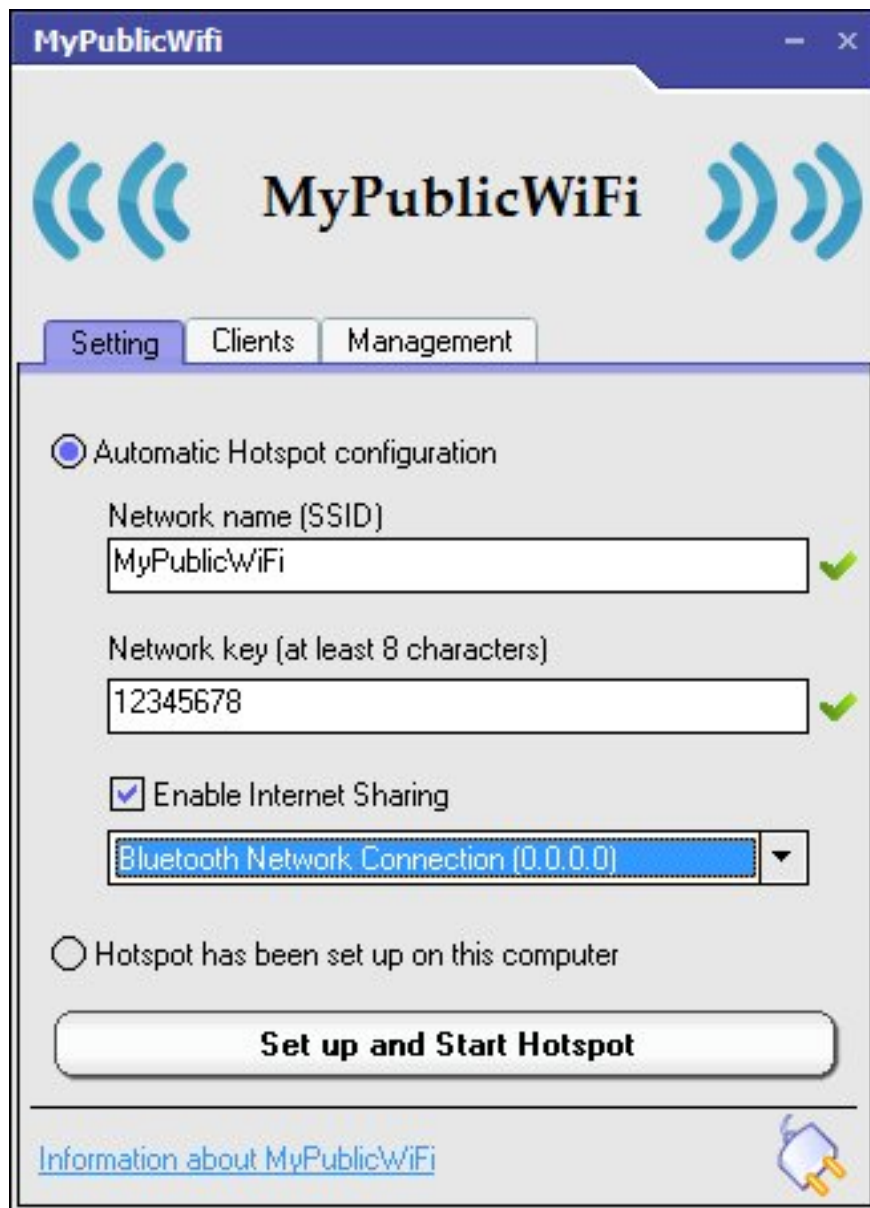 MyPublicWifi
MyPublicWiFi
Setting Clients Management
Automatic Hotspot configuration
Network name (SSID)
MyPublicWiFi
Network key (at least 8 characters)
12345678
Enable Internet Sharing
Bluetooth Network Connection (0.0.0.0)
Hotspot has been set up on this computer
Set up and Start Hotspot
Information about MyPublicWiFi